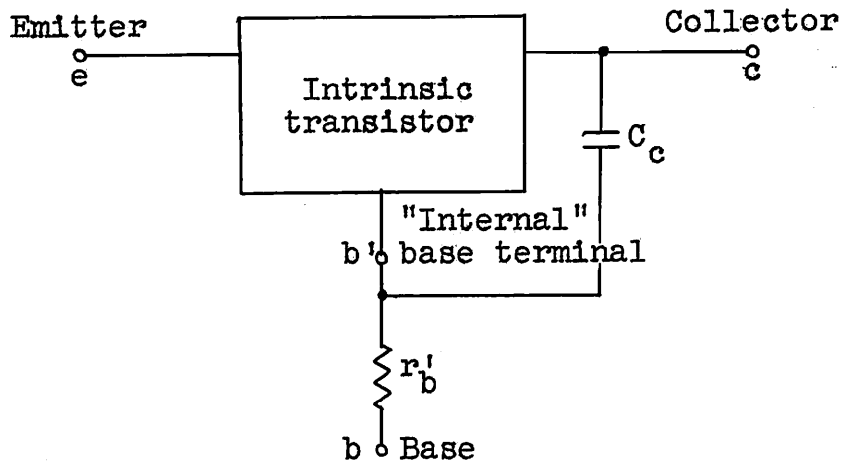 Emitter
Collector
e
c
Intrinsic
transistor
C_c
"Internal"
b' base terminal
r'_b
b Base